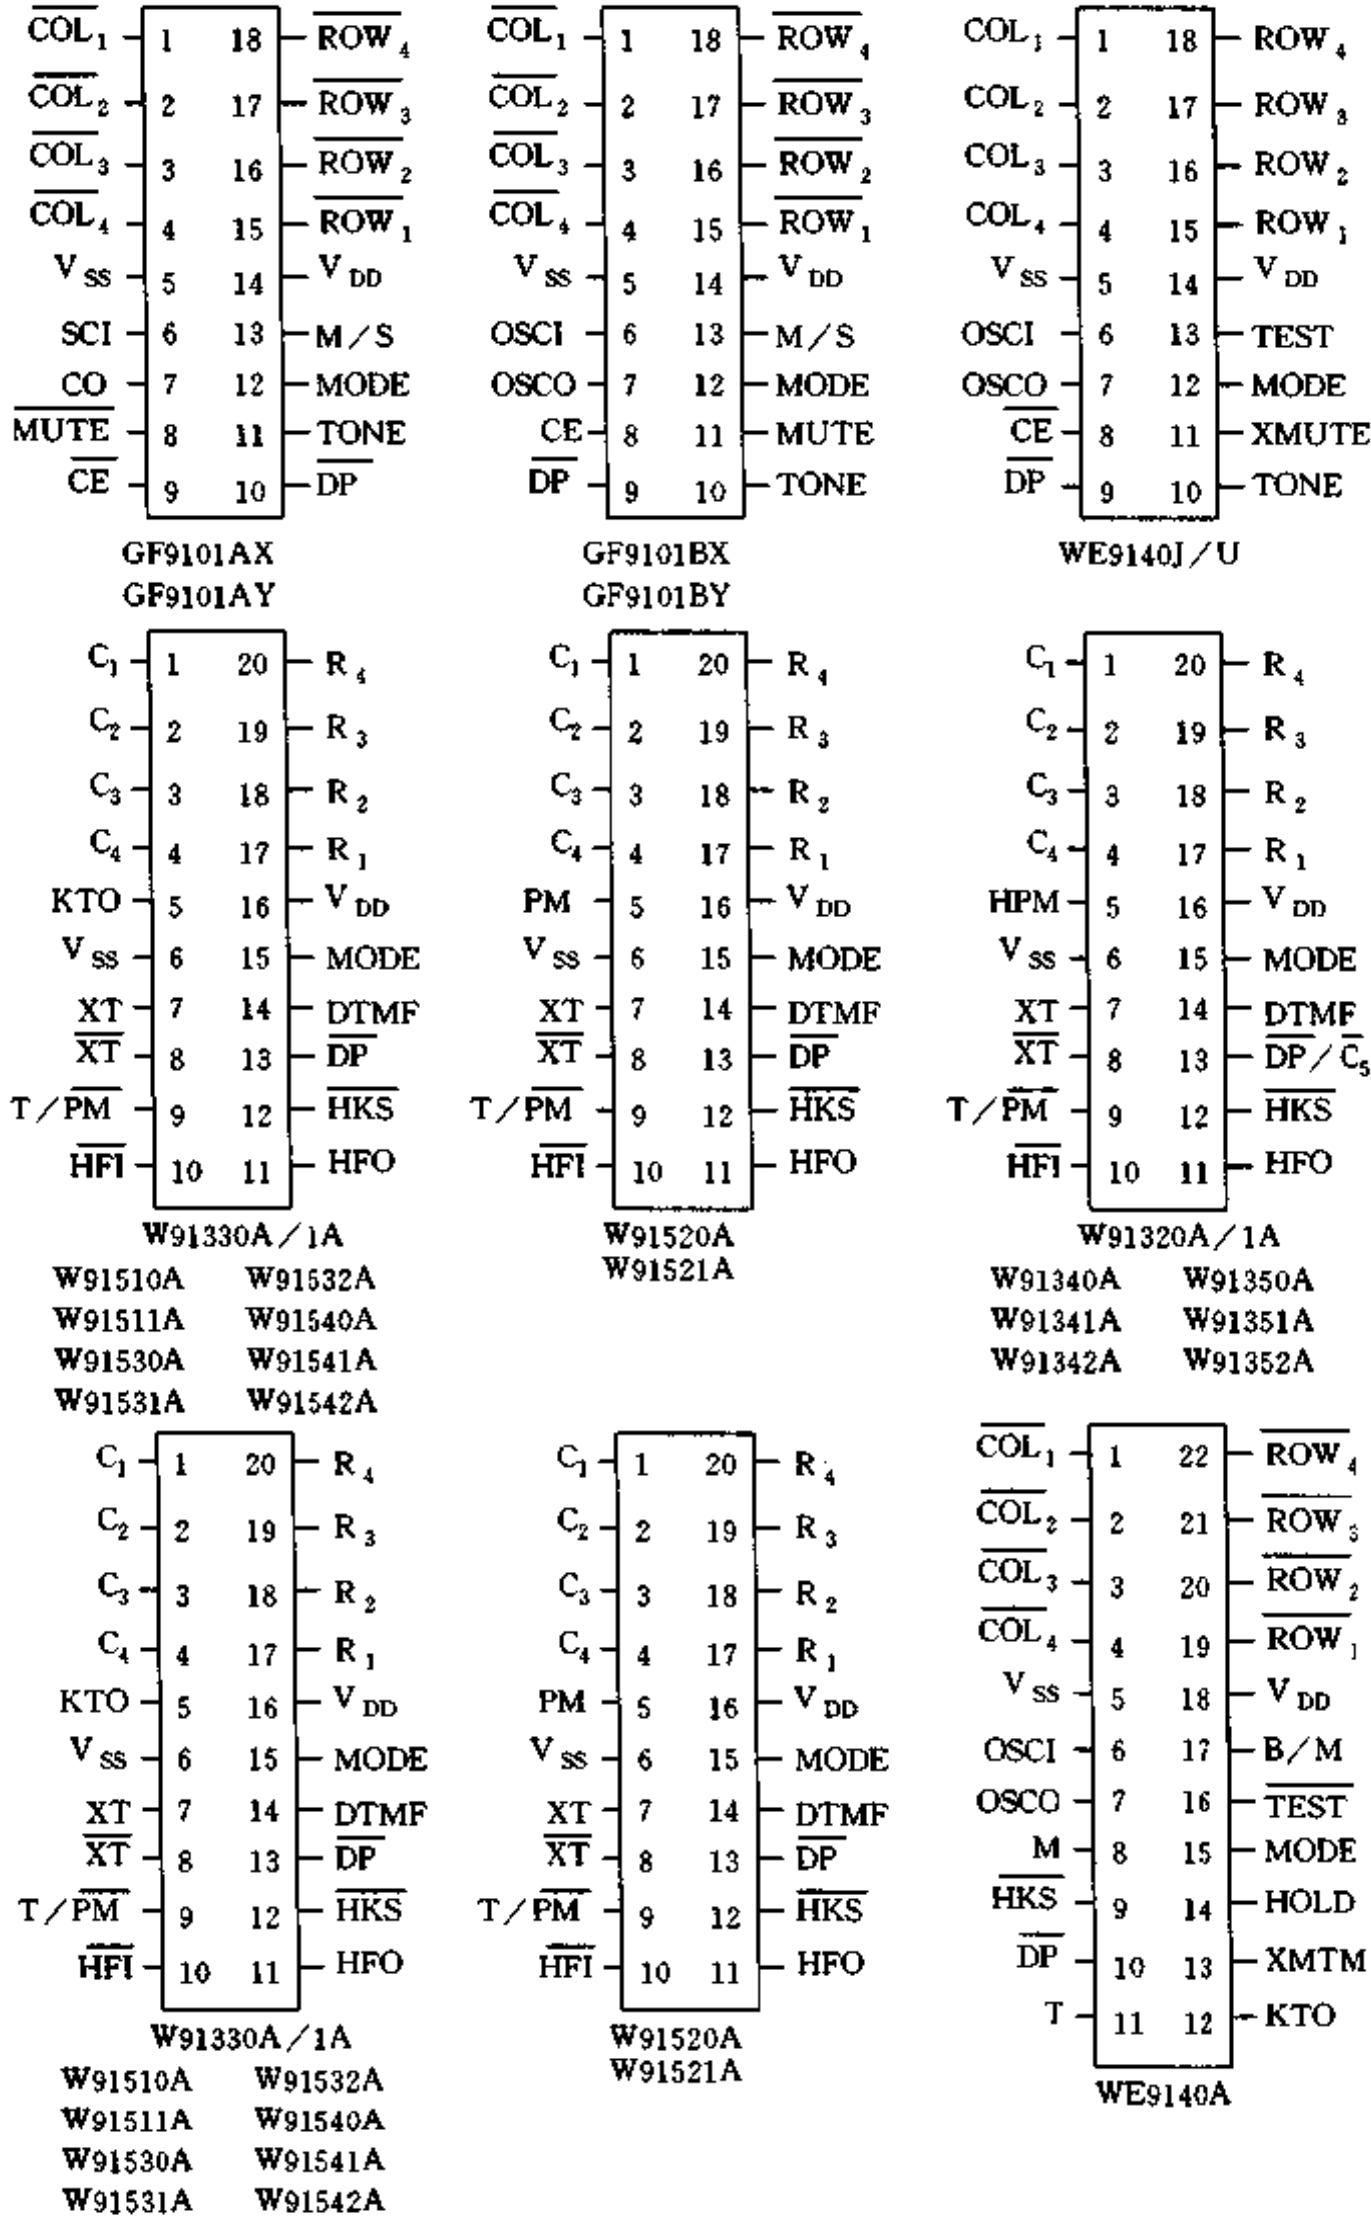 COL₁ 1 18 ROW₄
COL₂ 2 17 ROW₃
COL₃ 3 16 ROW₂
COL₄ 4 15 ROW₁
V SS 5 14 V DD
SCI 6 13 M/S
CO 7 12 MODE
MUTE 8 11 TONE
CE 9 10 DP
GF9101AX
GF9101AY
COL₁ 1 18 ROW₄
COL₂ 2 17 ROW₃
COL₃ 3 16 ROW₂
COL₄ 4 15 ROW₁
V SS 5 14 V DD
OSCI 6 13 M/S
OSCO 7 12 MODE
CE 8 11 MUTE
DP 9 10 TONE
GF9101BX
GF9101BY
COL₁ 1 18 ROW₄
COL₂ 2 17 ROW₃
COL₃ 3 16 ROW₂
COL₄ 4 15 ROW₁
V SS 5 14 V DD
OSCI 6 13 TEST
OSCO 7 12 MODE
CE 8 11 XMUTE
DP 9 10 TONE
WE9140J/U
C₁ 1 20 R₄
C₂ 2 19 R₃
C₃ 3 18 R₂
C₄ 4 17 R₁
KTO 5 16 V DD
V SS 6 15 MODE
XT 7 14 DTMF
XT 8 13 DP
T/PM 9 12 HKS
HFI 10 11 HFO
W91330A/1A
W91510A W91532A
W91511A W91540A
W91530A W91541A
W91531A W91542A
C₁ 1 20 R₄
C₂ 2 19 R₃
C₃ 3 18 R₂
C₄ 4 17 R₁
PM 5 16 V DD
V SS 6 15 MODE
XT 7 14 DTMF
XT 8 13 DP
T/PM 9 12 HKS
HFI 10 11 HFO
W91520A
W91521A
C₁ 1 20 R₄
C₂ 2 19 R₃
C₃ 3 18 R₂
C₄ 4 17 R₁
HPM 5 16 V DD
V SS 6 15 MODE
XT 7 14 DTMF
XT 8 13 DP/C₅
T/PM 9 12 HKS
HFI 10 11 HFO
W91320A/1A
W91340A W91350A
W91341A W91351A
W91342A W91352A
C₁ 1 20 R₄
C₂ 2 19 R₃
C₃ 3 18 R₂
C₄ 4 17 R₁
KTO 5 16 V DD
V SS 6 15 MODE
XT 7 14 DTMF
XT 8 13 DP
T/PM 9 12 HKS
HFI 10 11 HFO
W91330A/1A
W91510A W91532A
W91511A W91540A
W91530A W91541A
W91531A W91542A
C₁ 1 20 R₄
C₂ 2 19 R₃
C₃ 3 18 R₂
C₄ 4 17 R₁
PM 5 16 V DD
V SS 6 15 MODE
XT 7 14 DTMF
XT 8 13 DP
T/PM 9 12 HKS
HFI 10 11 HFO
W91520A
W91521A
COL₁ 1 22 ROW₄
COL₂ 2 21 ROW₃
COL₃ 3 20 ROW₂
COL₄ 4 19 ROW₁
V SS 5 18 V DD
OSCI 6 17 B/M
OSCO 7 16 TEST
M 8 15 MODE
HKS 9 14 HOLD
DP 10 13 XMTM
T 11 12 KTO
WE9140A